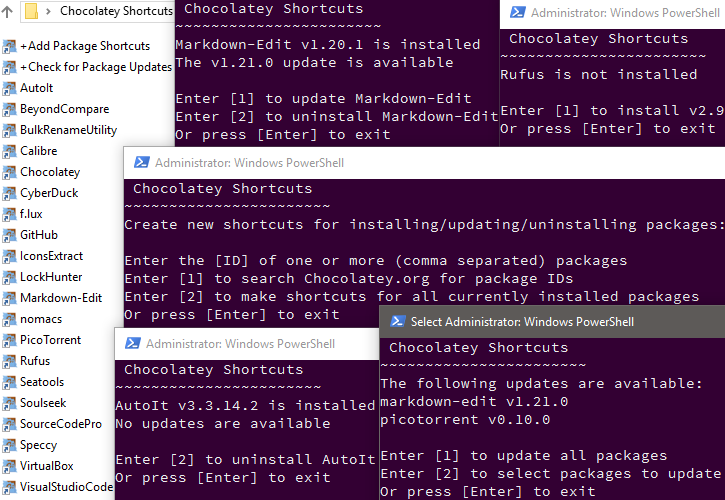 Chocolatey Shortcuts
+Add Package Shortcuts
+Check for Package Updates
AutoIt
BeyondCompare
BulkRenameUtility
Calibre
Chocolatey
CyberDuck
f.lux
GitHub
IconsExtract
LockHunter
Markdown-Edit
nomacs
PicoTorrent
Rufus
Seatools
Soulseek
SourceCodePro
Speccy
VirtualBox
VisualStudioCode
Chocolatey Shortcuts
~~~~~~~~~~~~~~~~~~~~~~~
Markdown-Edit v1.20.1 is installed
The v1.21.0 update is available
Enter [1] to update Markdown-Edit
Enter [2] to uninstall Markdown-Edit
Or press [Enter] to exit
Administrator: Windows PowerShell
Chocolatey Shortcuts
~~~~~~~~~~~~~~~~~~~~~~~
Rufus is not installed
Enter [1] to install v2.9
Or press [Enter] to exit
Administrator: Windows PowerShell
Chocolatey Shortcuts
~~~~~~~~~~~~~~~~~~~~~~~
Create new shortcuts for installing/updating/uninstalling packages:
Enter the [ID] of one or more (comma separated) packages
Enter [1] to search Chocolatey.org for package IDs
Enter [2] to make shortcuts for all currently installed packages
Or press [Enter] to exit
Administrator: Windows PowerShell
Chocolatey Shortcuts
~~~~~~~~~~~~~~~~~~~~~~~
AutoIt v3.3.14.2 is installed
No updates are available
Enter [2] to uninstall AutoIt
Or press [Enter] to exit
Select Administrator: Windows PowerShell
Chocolatey Shortcuts
~~~~~~~~~~~~~~~~~~~~~~~
The following updates are available:
markdown-edit v1.21.0
picotorrent v0.10.0
Enter [1] to update all packages
Enter [2] to select packages to update
Or press [Enter] to exit